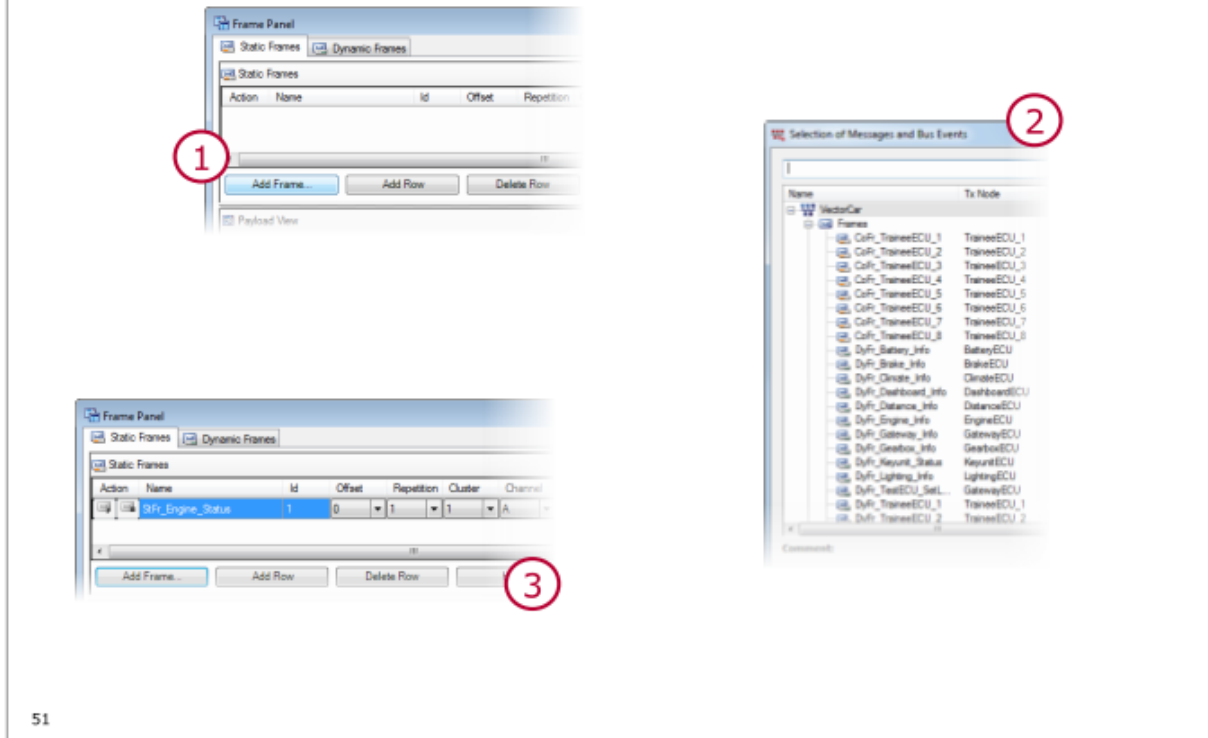 Frame Panel
Static Frames Dynamic Frames
Static Frames
Action Name Id Offset Repetition
1
Add Frame... Add Row Delete Row
Payload View
2
Selection of Messages and Bus Events
Name Tx Node
VectorCar
Frames
CoFr_TraineeECU_1 TraineeECU_1
CoFr_TraineeECU_2 TraineeECU_2
CoFr_TraineeECU_3 TraineeECU_3
CoFr_TraineeECU_4 TraineeECU_4
CoFr_TraineeECU_5 TraineeECU_5
CoFr_TraineeECU_6 TraineeECU_6
CoFr_TraineeECU_7 TraineeECU_7
CoFr_TraineeECU_8 TraineeECU_8
DyFr_Battery_Info BatteryECU
DyFr_Brake_Info BrakeECU
DyFr_Climate_Info ClimateECU
DyFr_Dashboard_Info DashboardECU
DyFr_Distance_Info DistanceECU
DyFr_Engine_Info EngineECU
DyFr_Gateway_Info GatewayECU
DyFr_Gearbox_Info GearboxECU
DyFr_Keyunit_Status KeyunitECU
DyFr_Lighting_Info LightingECU
DyFr_TestECU_SetL... GatewayECU
DyFr_TraineeECU_1 TraineeECU_1
DyFr_TraineeECU_2 TraineeECU_2
Comment:
Frame Panel
Static Frames Dynamic Frames
Static Frames
Action Name Id Offset Repetition Cluster Channel
StFr_Engine_Status 1 0 1 1 A
Add Frame... Add Row Delete Row
3
51